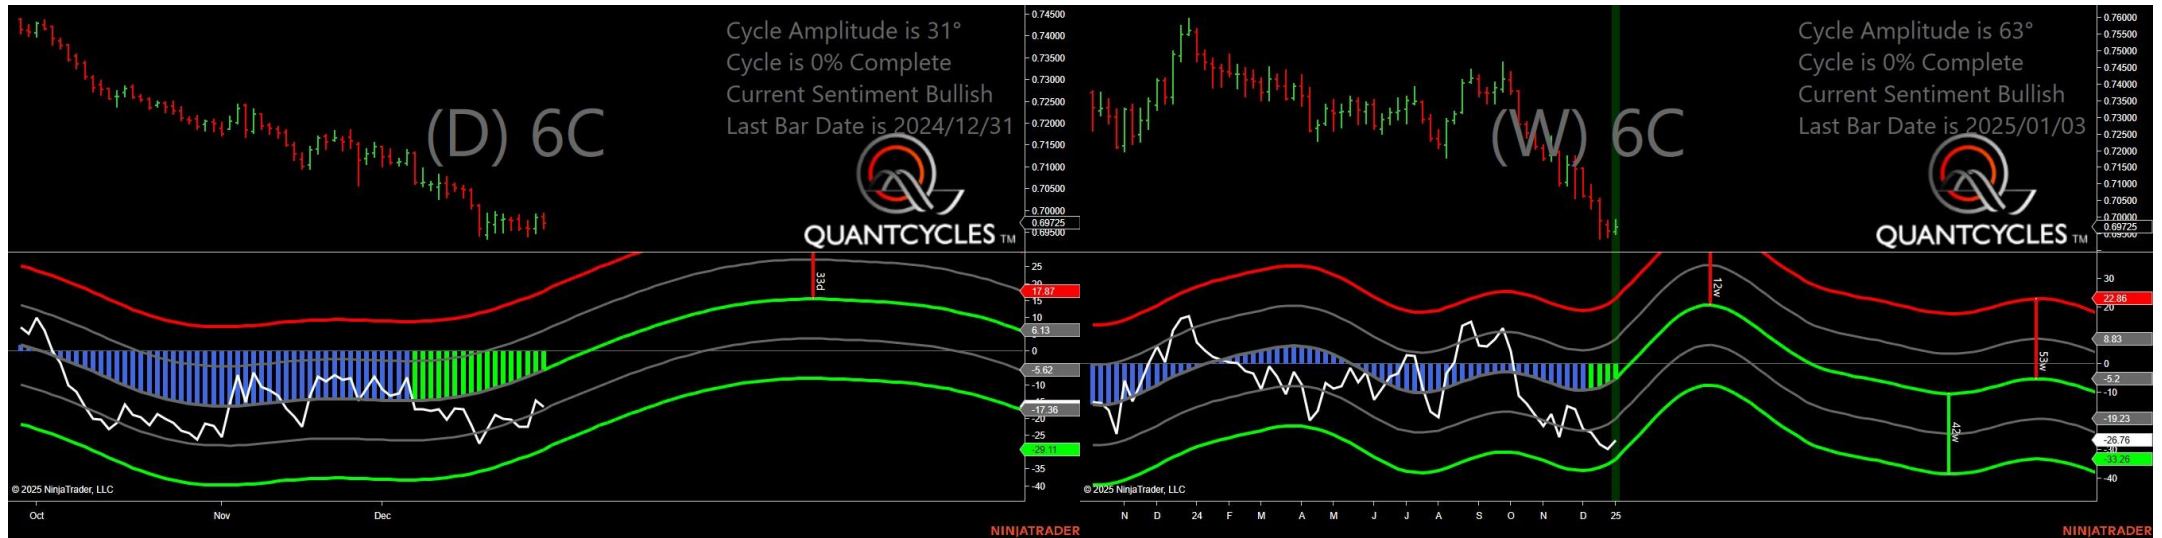 Cycle Amplitude is 31°
Cycle is 0% Complete
Current Sentiment Bullish
Last Bar Date is 2024/12/31
(D) 6C
QUANTCYCLES TM
0.74500
0.74000
0.73500
0.73000
0.72500
0.72000
0.71500
0.71000
0.70500
0.70000
0.69725
0.69500
33d
25
17.87
15
10
6.13
5
0
-5.62
-10
-17.36
-20
-25
-29.11
-35
-40
© 2025 NinjaTrader, LLC
Oct Nov Dec
NINJATRADER
Cycle Amplitude is 63°
Cycle is 0% Complete
Current Sentiment Bullish
Last Bar Date is 2025/01/03
(W) 6C
QUANTCYCLES TM
0.76000
0.75500
0.75000
0.74500
0.74000
0.73500
0.73000
0.72500
0.72000
0.71500
0.71000
0.70500
0.70000
0.69725
12w
53w
42w
30
22.86
20
8.83
0
-5.2
-10
-19.23
-26.76
-33.26
-40
© 2025 NinjaTrader, LLC
N D 24 F M A M J J A S O N D 25
NINJATRADER